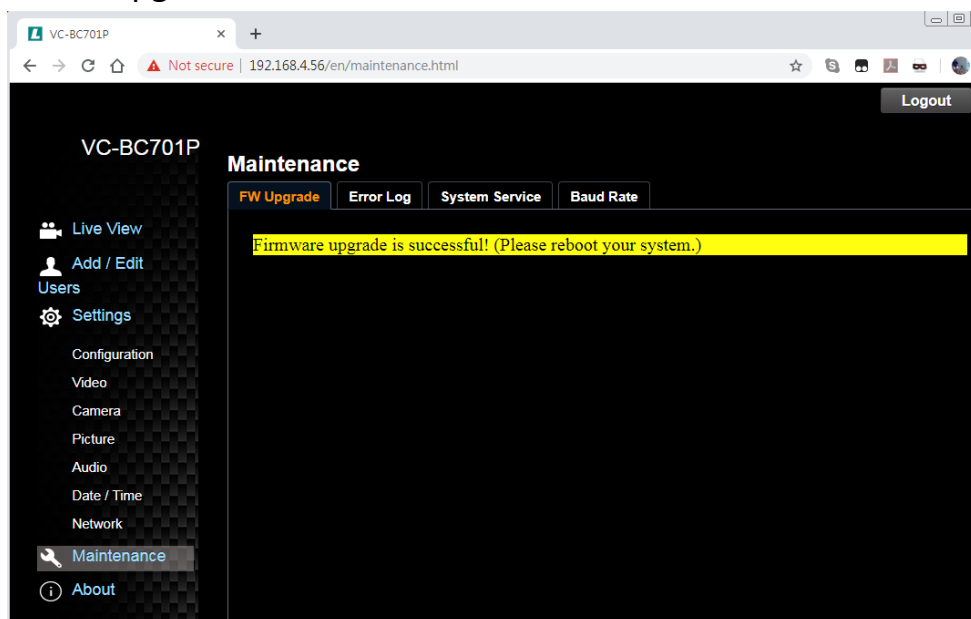 VC-BC701P
Not secure | 192.168.4.56/en/maintenance.html
Logout
VC-BC701P
Maintenance
FW Upgrade Error Log System Service Baud Rate
Firmware upgrade is successful! (Please reboot your system.)
Live View
Add / Edit
Users
Settings
Configuration
Video
Camera
Picture
Audio
Date / Time
Network
Maintenance
About